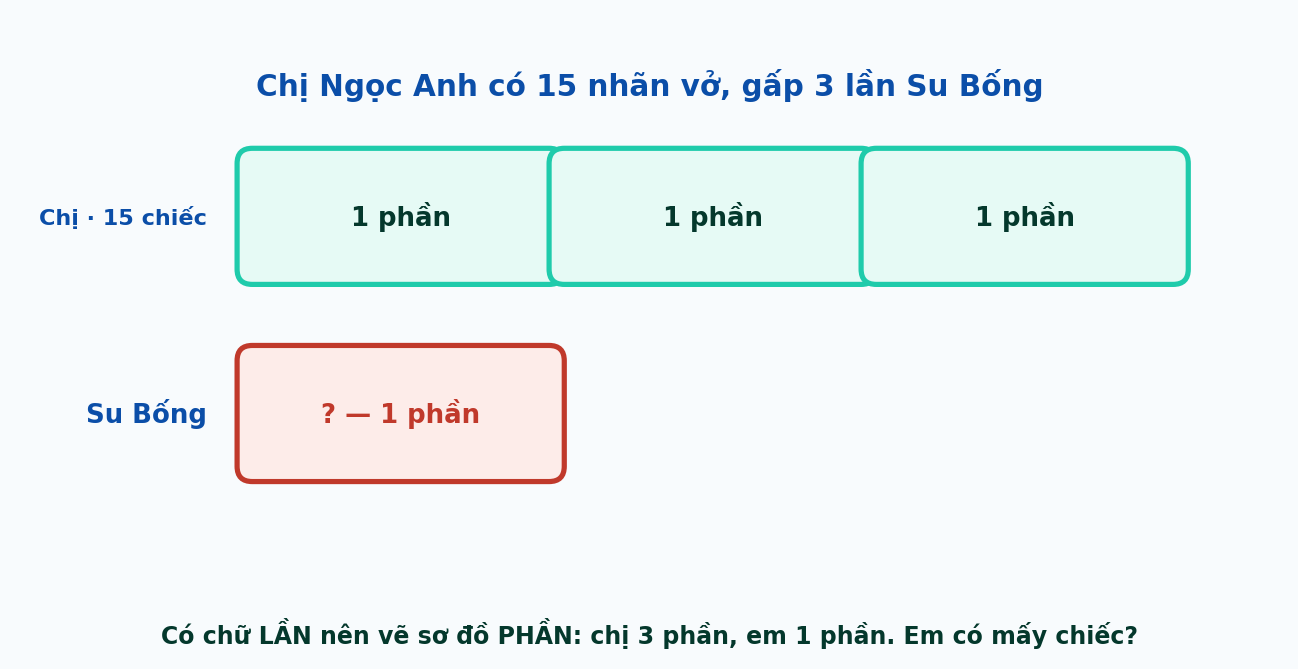 Chị Ngọc Anh có 15 nhãn vở, gấp 3 lần Su Bống
Chị · 15 chiếc
1 phần
1 phần
1 phần
Su Bống
? — 1 phần
Có chữ LẦN nên vẽ sơ đồ PHẦN: chị 3 phần, em 1 phần. Em có mấy chiếc?